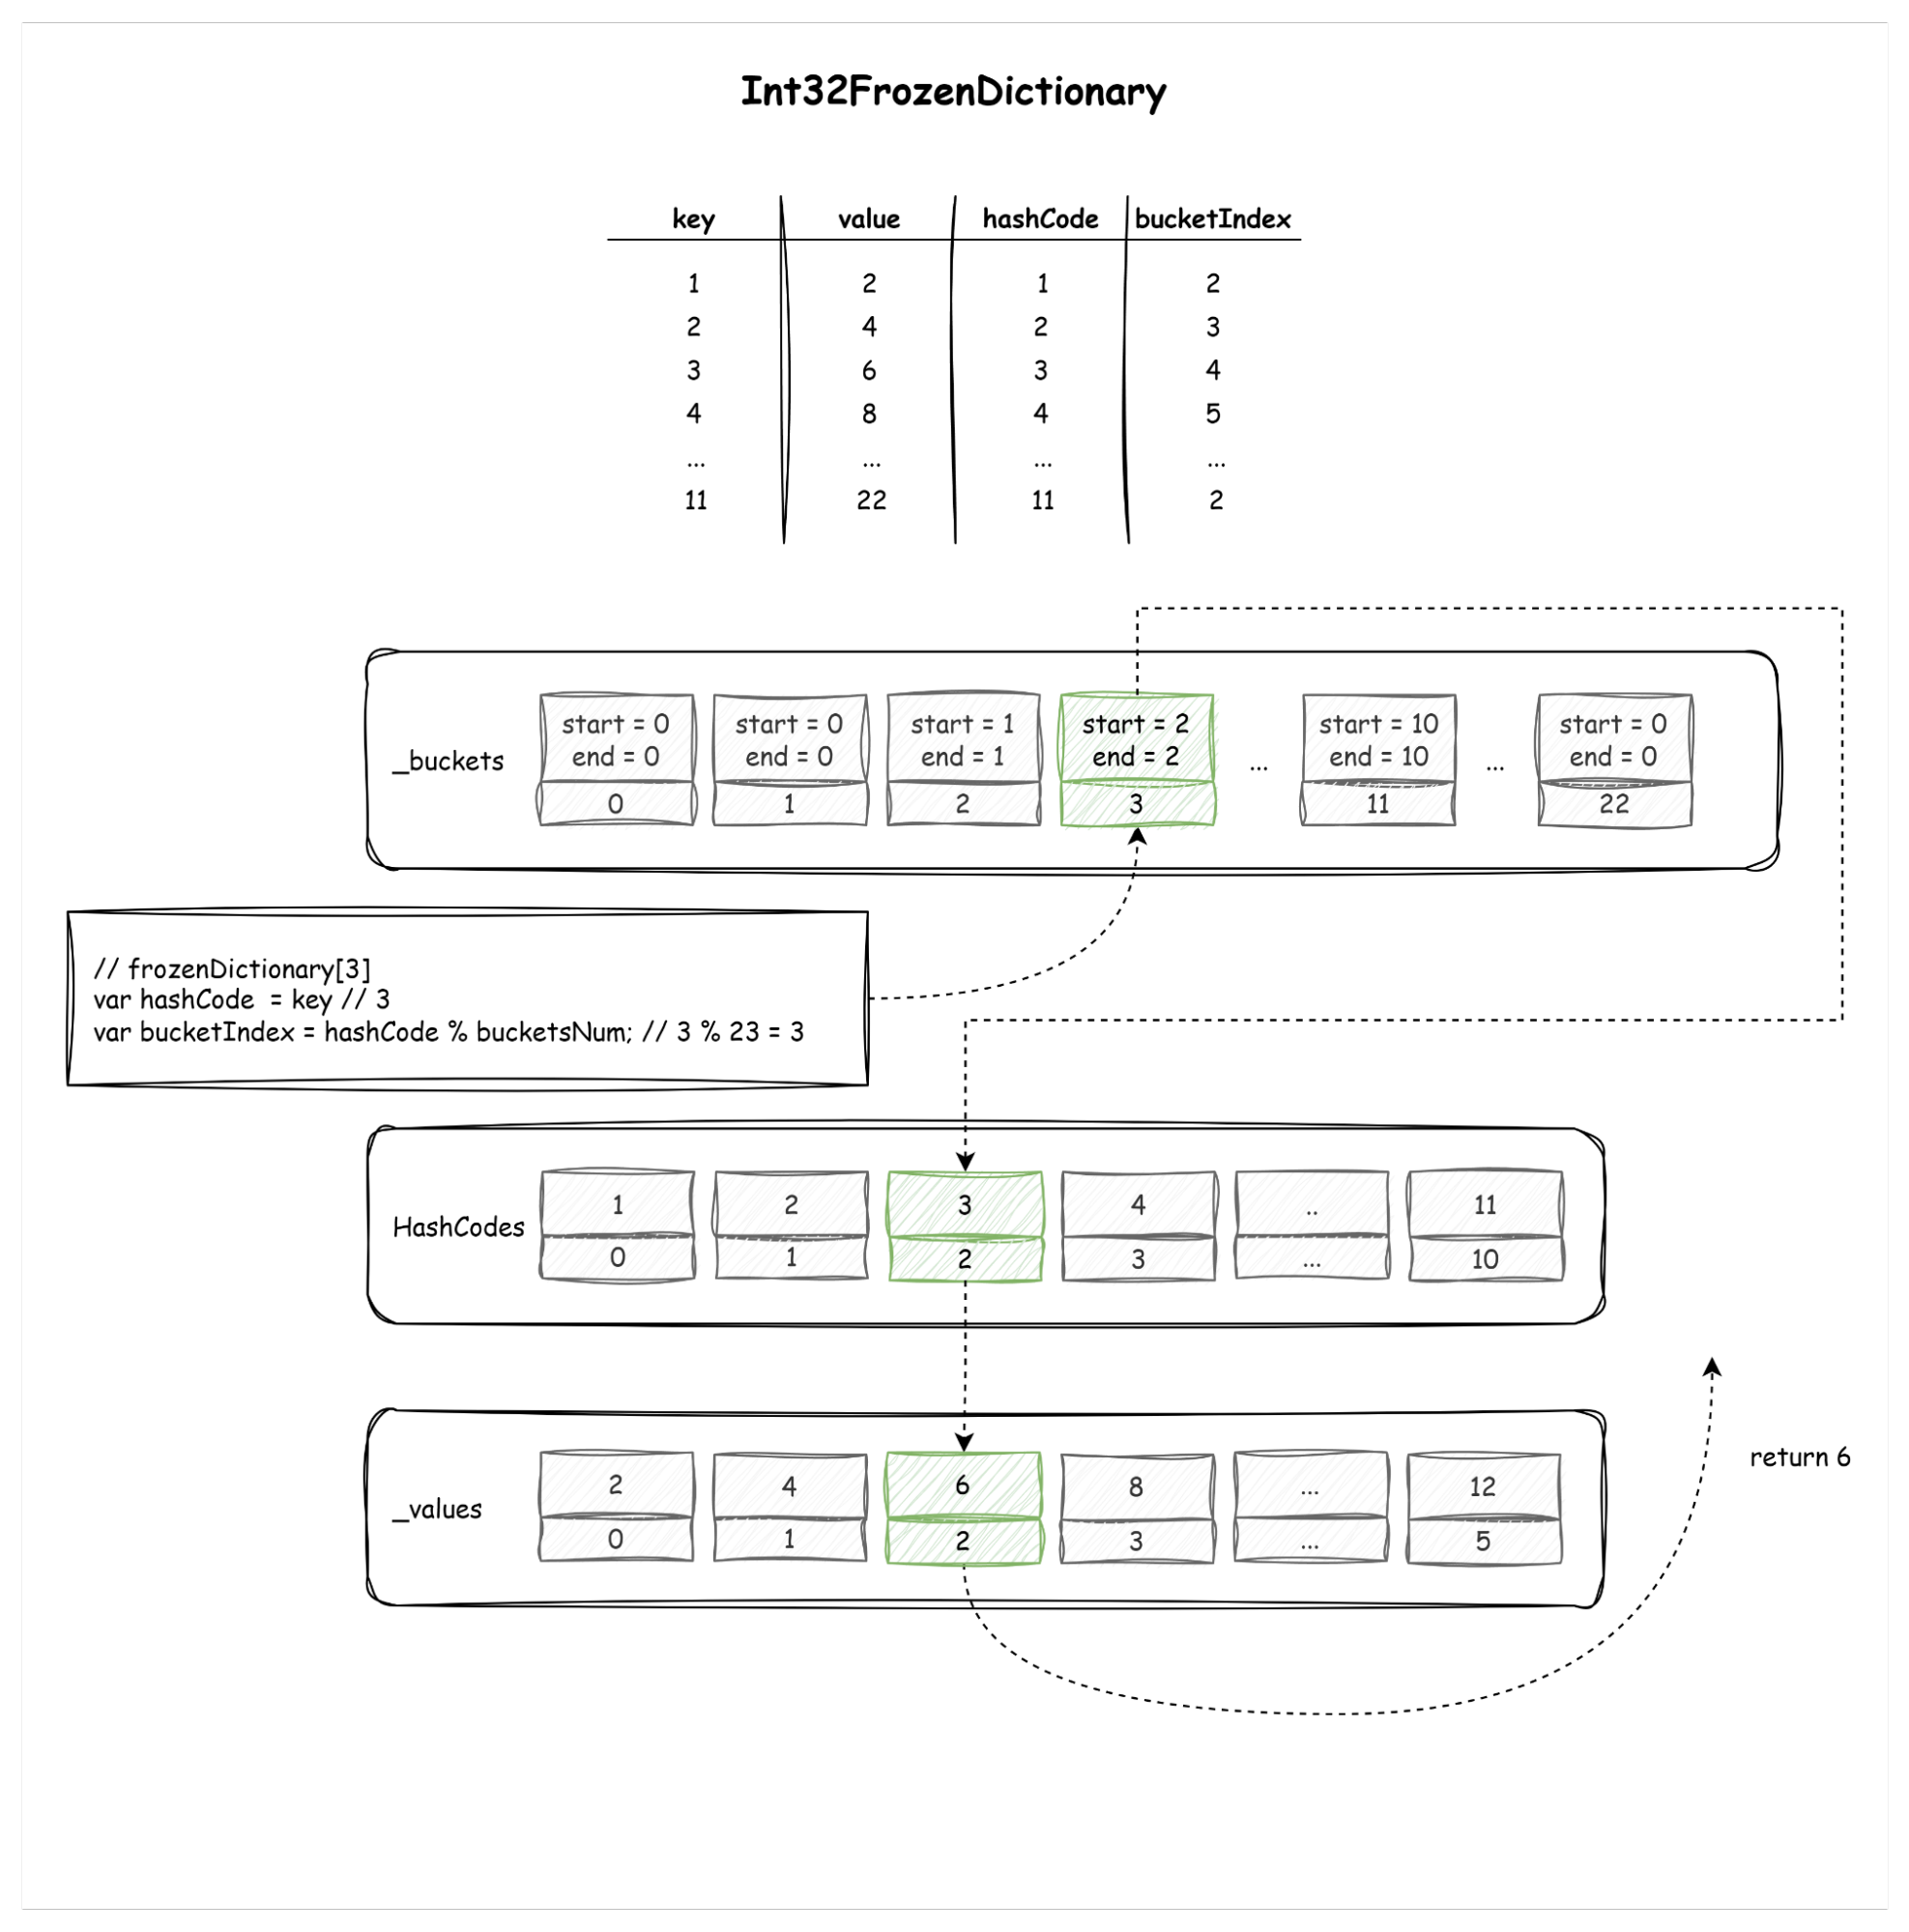 Int32FrozenDictionary
key value hashCode bucketIndex
1 2 1 2
2 4 2 3
3 6 3 4
4 8 4 5
... ... ... ...
11 22 11 2
_buckets
start = 0 start = 0 start = 1 start = 2 start = 10 start = 0
end = 0 end = 0 end = 1 end = 2 ... end = 10 ... end = 0
0 1 2 3 11 22
// frozenDictionary[3]
var hashCode  = key // 3
var bucketIndex = hashCode % bucketsNum; // 3 % 23 = 3
HashCodes
1 2 3 4 .. 11
0 1 2 3 ... 10
_values
2 4 6 8 ... 12
0 1 2 3 ... 5
return 6